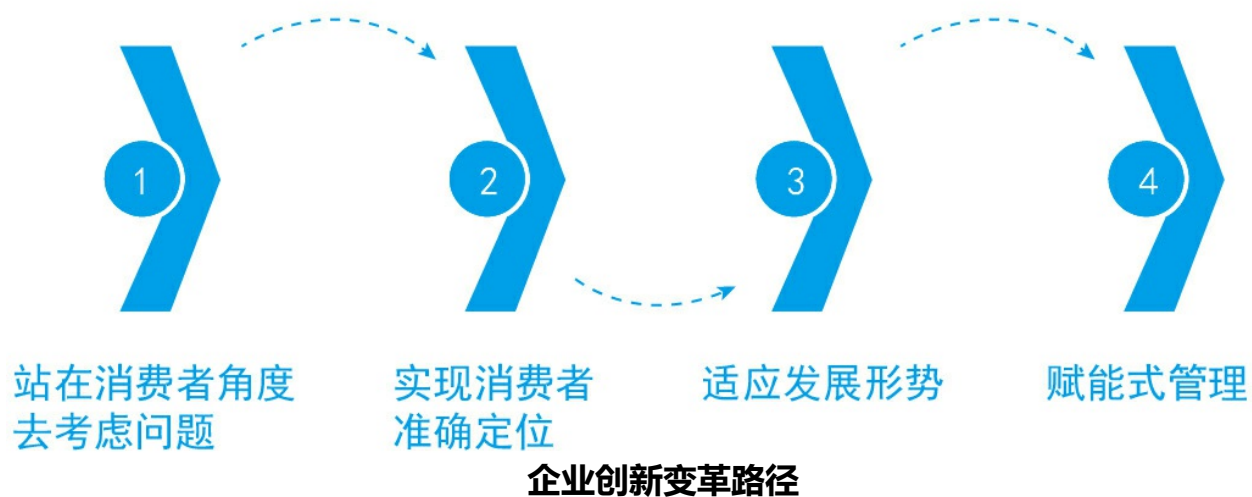 1
2
3
4
站在消费者角度
去考虑问题
实现消费者
准确定位
适应发展形势
赋能式管理
企业创新变革路径